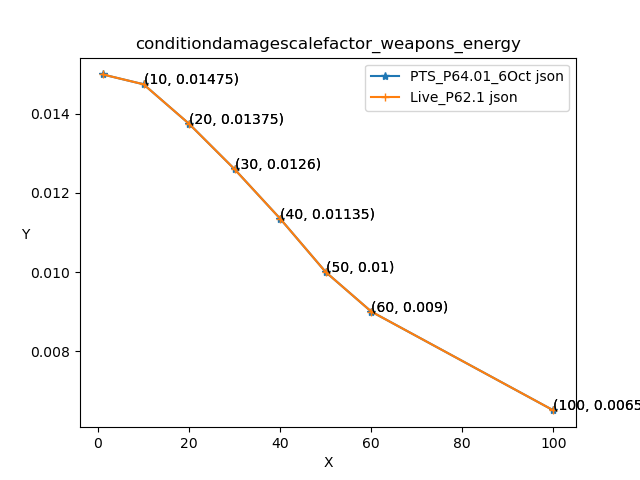 conditiondamagescalefactor_weapons_energy
PTS_P64.01_6Oct json
Live_P62.1 json
(10, 0.01475)
(20, 0.01375)
(30, 0.0126)
(40, 0.01135)
(50, 0.01)
(60, 0.009)
(100, 0.0065
0.014
0.012
0.010
0.008
Y
0 20 40 60 80 100
X